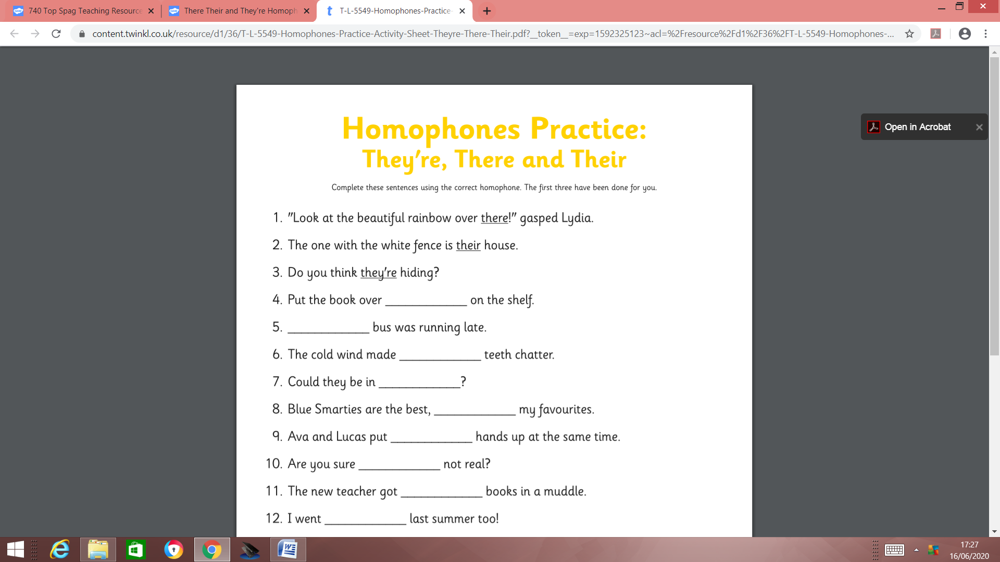 740 Top Spag Teaching Resource
There Their and They're Homoph
T-L-5549-Homophones-Practice-
content.twinkl.co.uk/resource/d1/36/T-L-5549-Homophones-Practice-Activity-Sheet-Theyre-There-Their.pdf?__token__=exp=1592325123~acl=%2Fresource%2Fd1%2F36%2FT-L-5549-Homophones-...
Open in Acrobat
Homophones Practice:
They're, There and Their
Complete these sentences using the correct homophone. The first three have been done for you.
1. "Look at the beautiful rainbow over there!" gasped Lydia.
2. The one with the white fence is their house.
3. Do you think they're hiding?
4. Put the book over ____________ on the shelf.
5. ____________ bus was running late.
6. The cold wind made ____________ teeth chatter.
7. Could they be in ____________?
8. Blue Smarties are the best, ____________ my favourites.
9. Ava and Lucas put ____________ hands up at the same time.
10. Are you sure ____________ not real?
11. The new teacher got ____________ books in a muddle.
12. I went ____________ last summer too!
17:27
16/06/2020